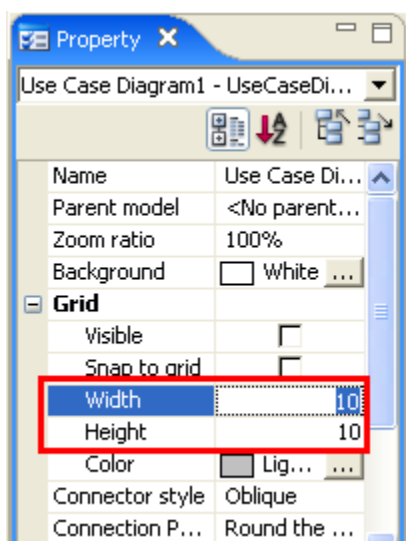 Property
Use Case Diagram1 - UseCaseDi...
Name Use Case Di...
Parent model <No parent...
Zoom ratio 100%
Background White ...
Grid
Visible
Snap to grid
Width 10
Height 10
Color Lig... ...
Connector style Oblique
Connection P... Round the ...